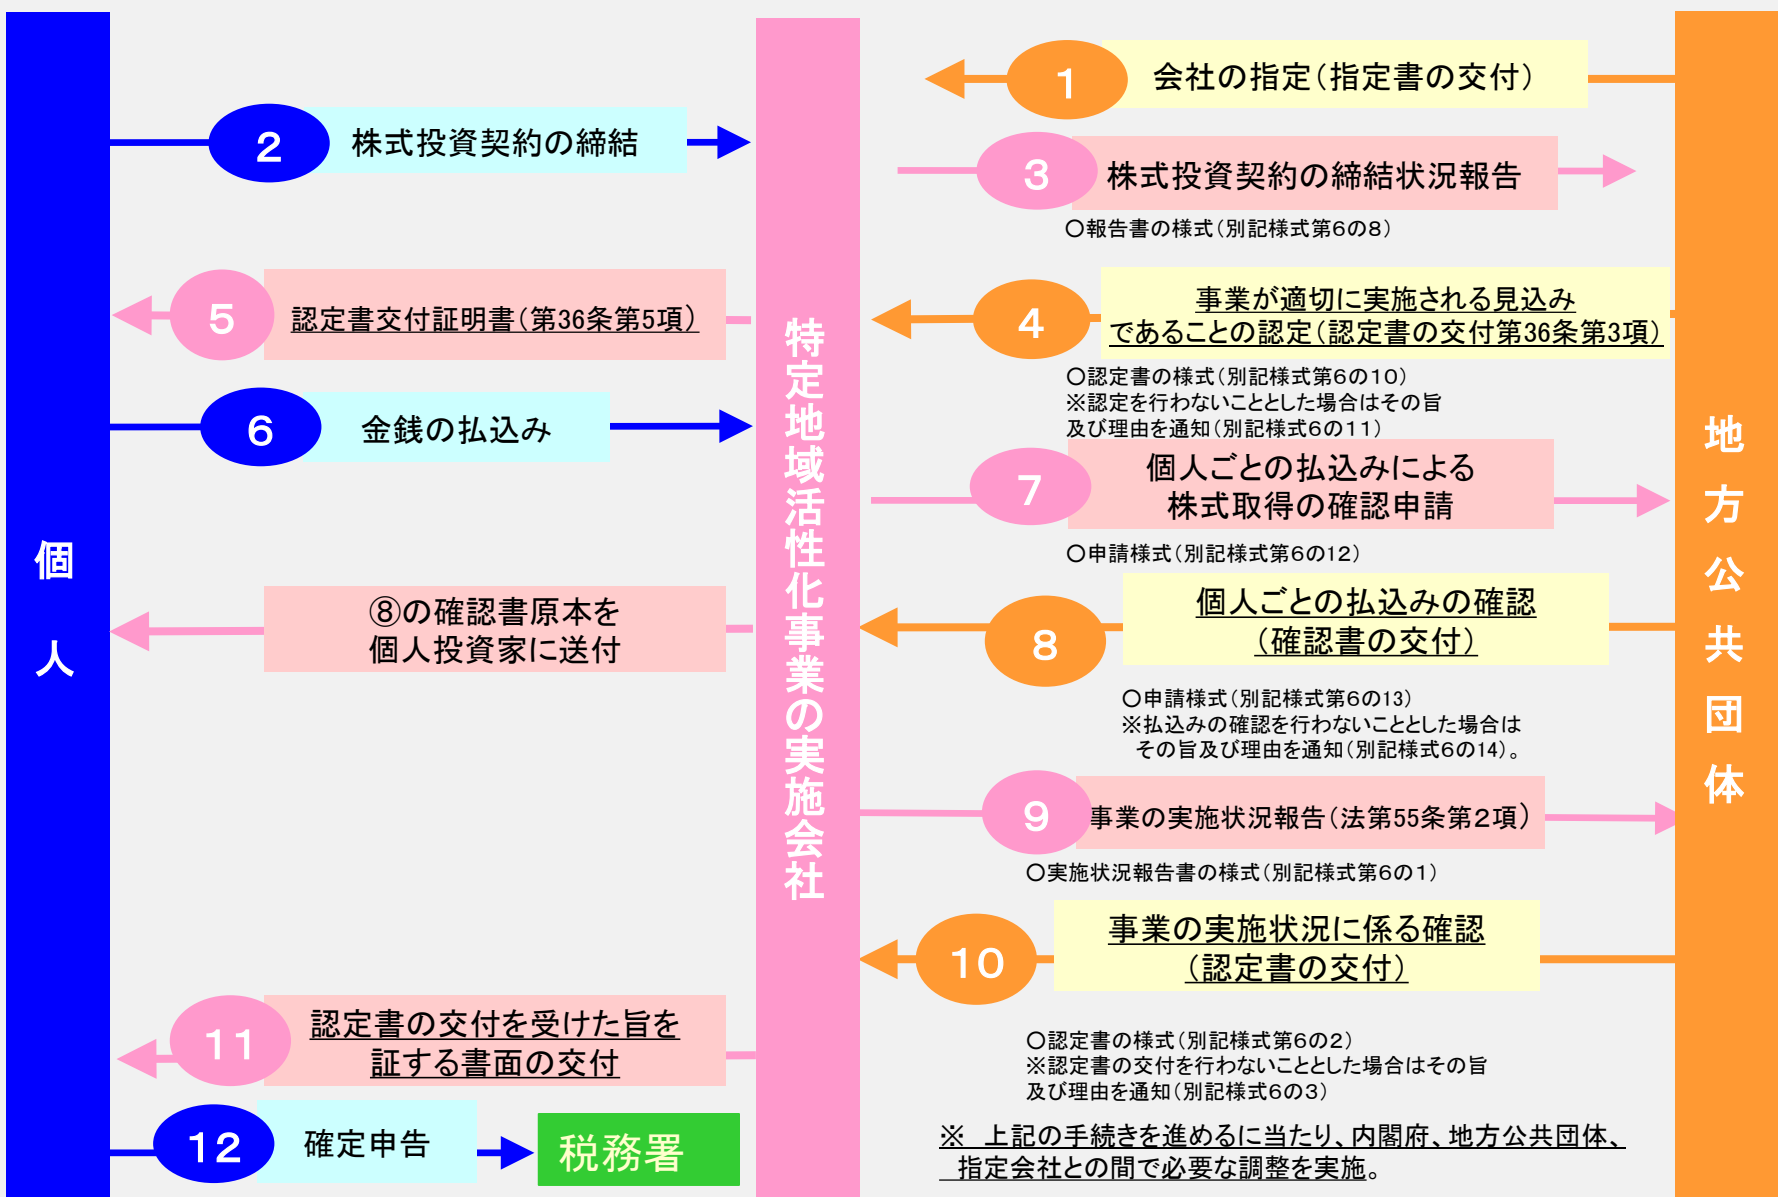 個人
特定地域活性化事業の実施会社
地方公共団体
1 会社の指定(指定書の交付)
2 株式投資契約の締結
3 株式投資契約の締結状況報告
○報告書の様式(別記様式第6の8)
4 事業が適切に実施される見込み
であることの認定(認定書の交付第36条第3項)
○認定書の様式(別記様式第6の10)
※認定を行わないこととした場合はその旨
及び理由を通知(別記様式6の11)
5 認定書交付証明書(第36条第5項)
6 金銭の払込み
7 個人ごとの払込みによる
株式取得の確認申請
○申請様式(別記様式第6の12)
8 個人ごとの払込みの確認
(確認書の交付)
○申請様式(別記様式第6の13)
※払込みの確認を行わないこととした場合は
その旨及び理由を通知(別記様式6の14)。
⑧の確認書原本を
個人投資家に送付
9 事業の実施状況報告(法第55条第2項)
○実施状況報告書の様式(別記様式第6の1)
10 事業の実施状況に係る確認
(認定書の交付)
○認定書の様式(別記様式第6の2)
※認定書の交付を行わないこととした場合はその旨
及び理由を通知(別記様式6の3)
11 認定書の交付を受けた旨を
証する書面の交付
12 確定申告
税務署
※ 上記の手続きを進めるに当たり、内閣府、地方公共団体、
指定会社との間で必要な調整を実施。